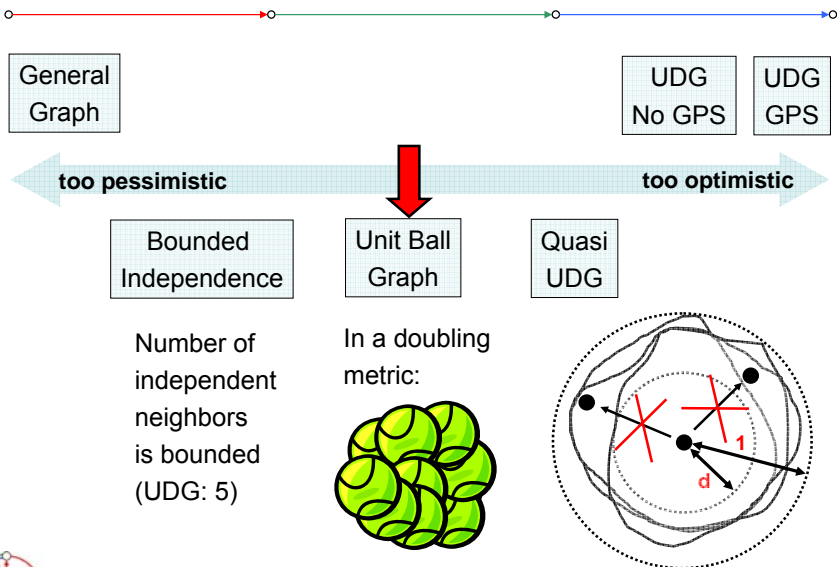 General
Graph
UDG
No GPS
UDG
GPS
too pessimistic
too optimistic
Bounded
Independence
Unit Ball
Graph
Quasi
UDG
Number of
independent
neighbors
is bounded
(UDG: 5)
In a doubling
metric:
1
d